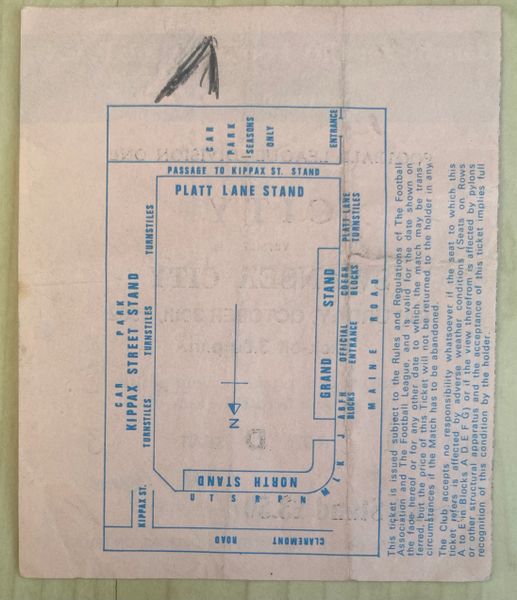 CAR PARK
SEASONS ONLY
ENTRANCE
PASSAGE TO KIPPAX ST. STAND
PLATT LANE STAND
CAR PARK
KIPPAX STREET STAND
TURNSTILES
TURNSTILES
TURNSTILES
KIPPAX ST.
N
GRAND STAND
PLATT LANE TURNSTILES
CDEGH BLOCKS
OFFICIAL ENTRANCE
ABFH BLOCKS
MAINE ROAD
NORTH STAND
U T S R P N M L K J
CLAREMONT ROAD
This ticket is issued subject to the Rules and Regulations of The Football
Association and The Football League, and is valid for the date shown on
the face hereof or for any other date to which the match may be trans-
ferred, but the price of this Ticket will not be returned to the holder in any
circumstances if the Match has to be abandoned.
The Club accepts no responsibility whatsoever if the seat to which this
ticket refers is affected by adverse weather conditions (Seats on Rows
A to E in Blocks A D E F G) or if the view therefrom is affected by pylons
or other structural apparatus and the acceptance of this ticket implies full
recognition of this condition by the holder.